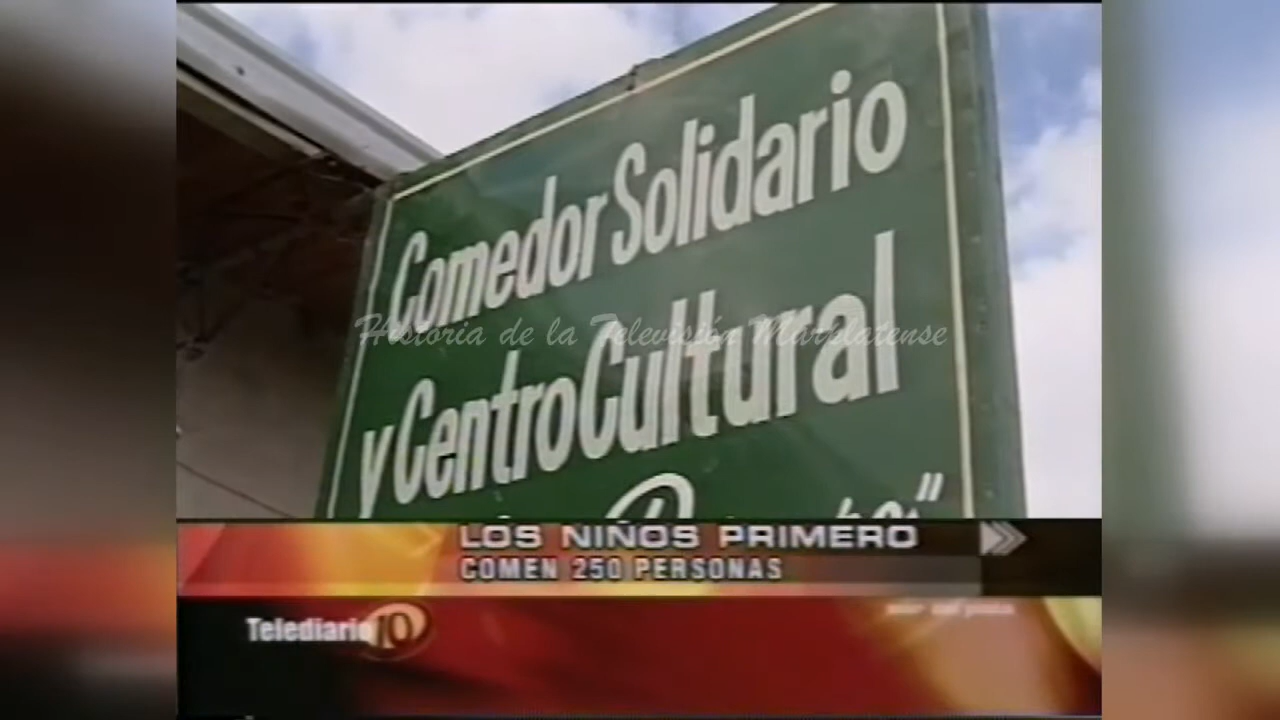 Comedor Solidario
Historia de la Televisión Marplatense
y Centro Cultural
LOS NIÑOS PRIMERO
COMEN 250 PERSONAS
Telediario 10